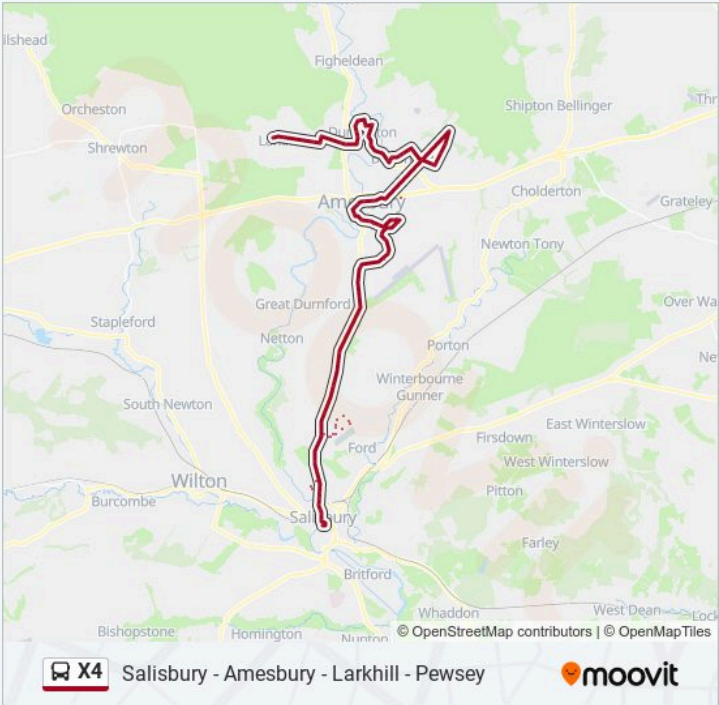 ilshead
Figheldean
Orcheston
Shipton Bellinger
Thr
Shrewton
Cholderton
Grateley
Newton Tony
Great Durnford
Over Wa
Stapleford
Netton
Porton
Ne
Winterbourne
Gunner
South Newton
East Winterslow
Firsdown
Ford
West Winterslow
Wilton
Pitton
Burcombe
Salisbury
Farley
Britford
Whaddon
West Dean
Lock
© OpenStreetMap contributors | © OpenMapTiles
Bishopstone
Homington
Nunton
X4
Salisbury - Amesbury - Larkhill - Pewsey
moovit